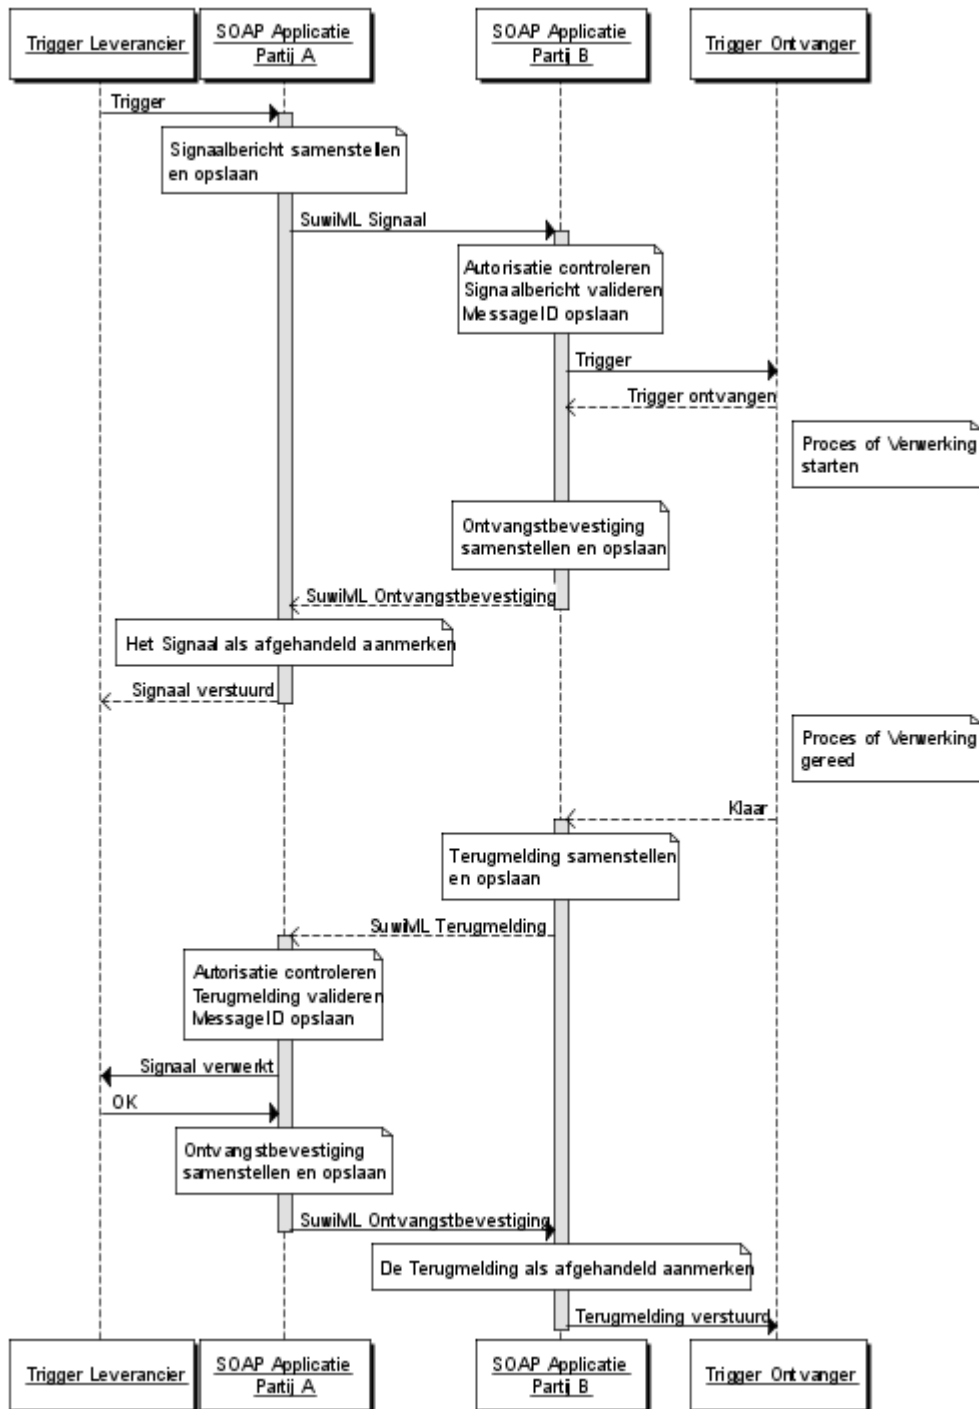 Trigger Leverancier
SOAP Applicatie
Partij A
SOAP Applicatie
Partij B
Trigger Ontvanger
Trigger
Signaalbericht samenstellen
en opslaan
SuwiML Signaal
Autorisatie controleren
Signaalbericht valideren
MessageID opslaan
Trigger
Trigger ontvangen
Proces of Verwerking
starten
Ontvangstbevestiging
samenstellen en opslaan
SuwiML Ontvangstbevestiging
Het Signaal als afgehandeld aanmerken
Signaal verstuurd
Proces of Verwerking
gereed
Klaar
Terugmelding samenstellen
en opslaan
SuwiML Terugmelding
Autorisatie controleren
Terugmelding valideren
MessageID opslaan
Signaal verwerkt
OK
Ontvangstbevestiging
samenstellen en opslaan
SuwiML Ontvangstbevestiging
De Terugmelding als afgehandeld aanmerken
Terugmelding verstuurd
Trigger Leverancier
SOAP Applicatie
Partij A
SOAP Applicatie
Partij B
Trigger Ontvanger